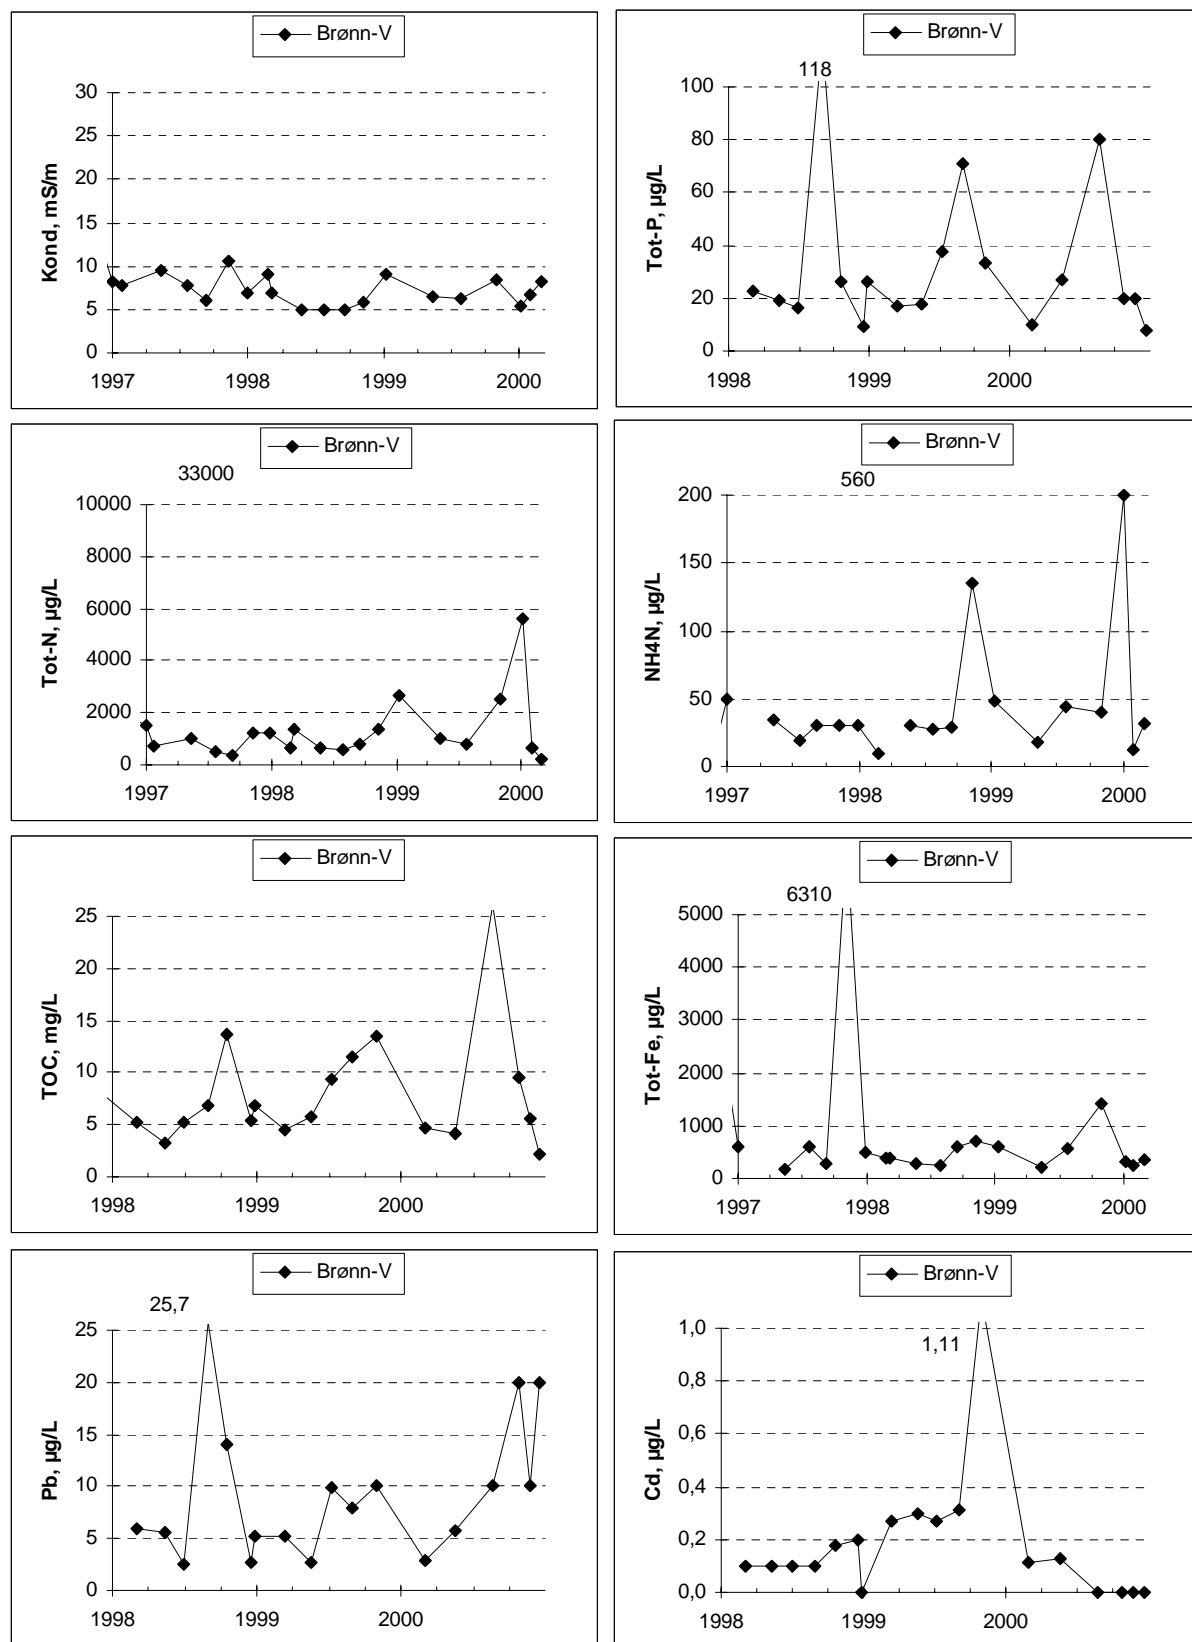 Brønn-V
30
25
20
15
10
5
0
Kond, mS/m
1997 1998 1999 2000
Brønn-V
118
100
80
60
40
20
0
Tot-P, µg/L
1998 1999 2000
Brønn-V
33000
10000
8000
6000
4000
2000
0
Tot-N, µg/L
1997 1998 1999 2000
Brønn-V
560
200
150
100
50
0
NH4N, µg/L
1997 1998 1999 2000
Brønn-V
25
20
15
10
5
0
TOC, mg/L
1998 1999 2000
Brønn-V
6310
5000
4000
3000
2000
1000
0
Tot-Fe, µg/L
1997 1998 1999 2000
Brønn-V
25,7
25
20
15
10
5
0
Pb, µg/L
1998 1999 2000
Brønn-V
1,11
1,0
0,8
0,6
0,4
0,2
0,0
Cd, µg/L
1998 1999 2000